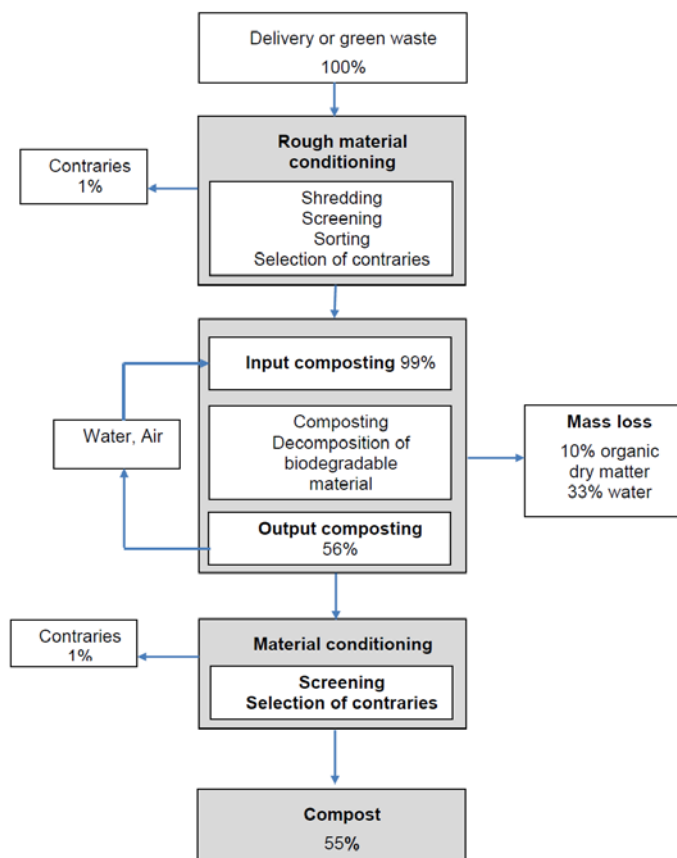 Delivery or green waste
100%
Rough material
conditioning
Contraries
1%
Shredding
Screening
Sorting
Selection of contraries
Input composting 99%
Water, Air
Composting
Decomposition of
biodegradable
material
Mass loss
10% organic
dry matter
33% water
Output composting
56%
Contraries
1%
Material conditioning
Screening
Selection of contraries
Compost
55%